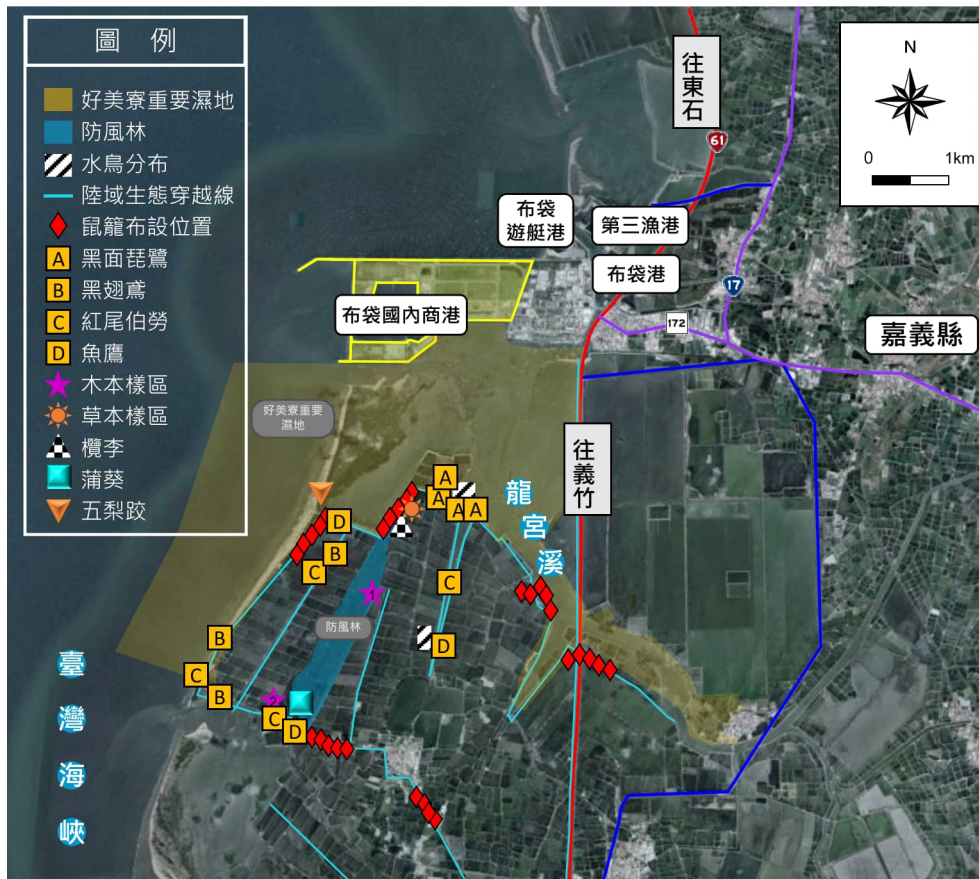 圖 例
好美寮重要濕地
防風林
水鳥分布
陸域生態穿越線
鼠籠布設位置
A 黑面琵鷺
B 黑翅鳶
C 紅尾伯勞
D 魚鷹
木本樣區
草本樣區
欖李
蒲葵
五梨跤
往東石
61
N
0 1km
布袋
遊艇港
第三漁港
布袋港
17
布袋國內商港
172
嘉義縣
好美寮重要
濕地
往義竹
龍宮溪
A
A
A A
D
B
C
C
1
防風林
D
B
C
B
2
C
D
臺灣海峽